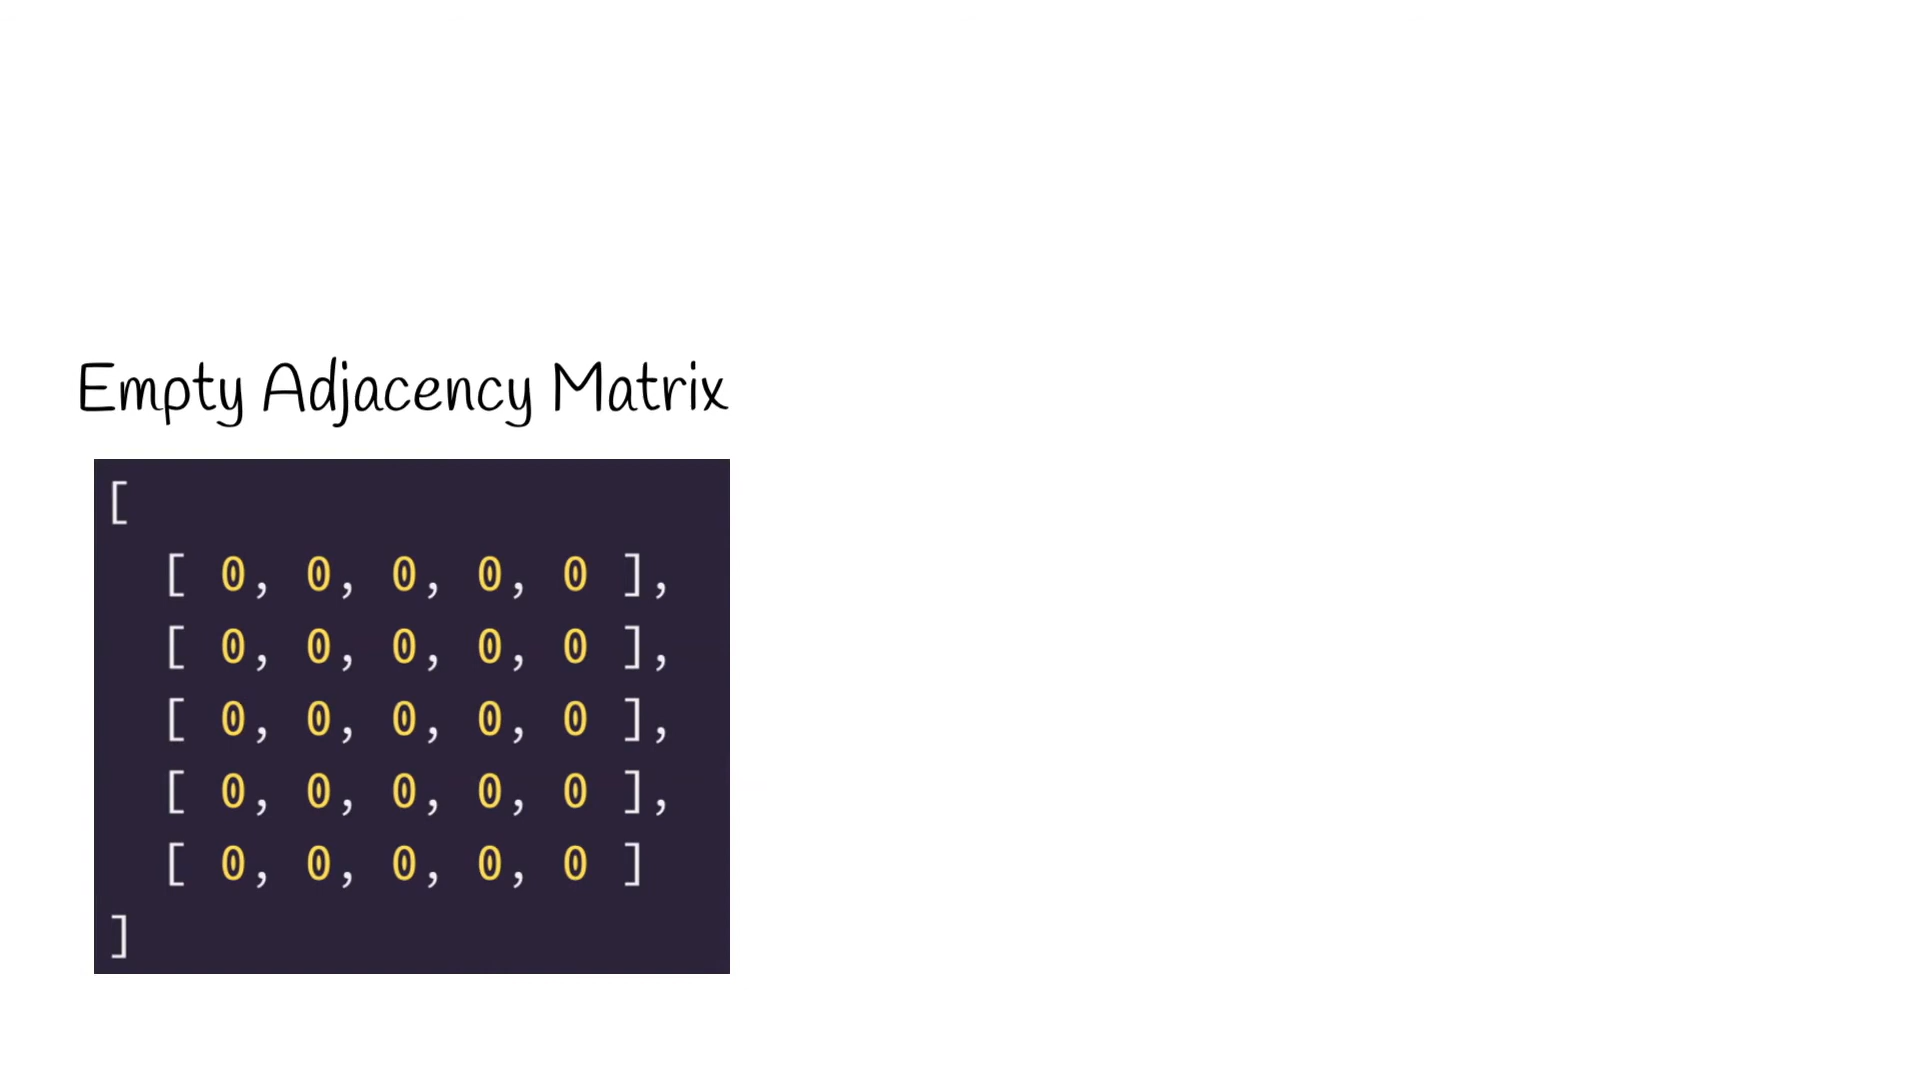 Empty Adjacency Matrix
[
[ 0, 0, 0, 0, 0 ],
[ 0, 0, 0, 0, 0 ],
[ 0, 0, 0, 0, 0 ],
[ 0, 0, 0, 0, 0 ],
[ 0, 0, 0, 0, 0 ]
]